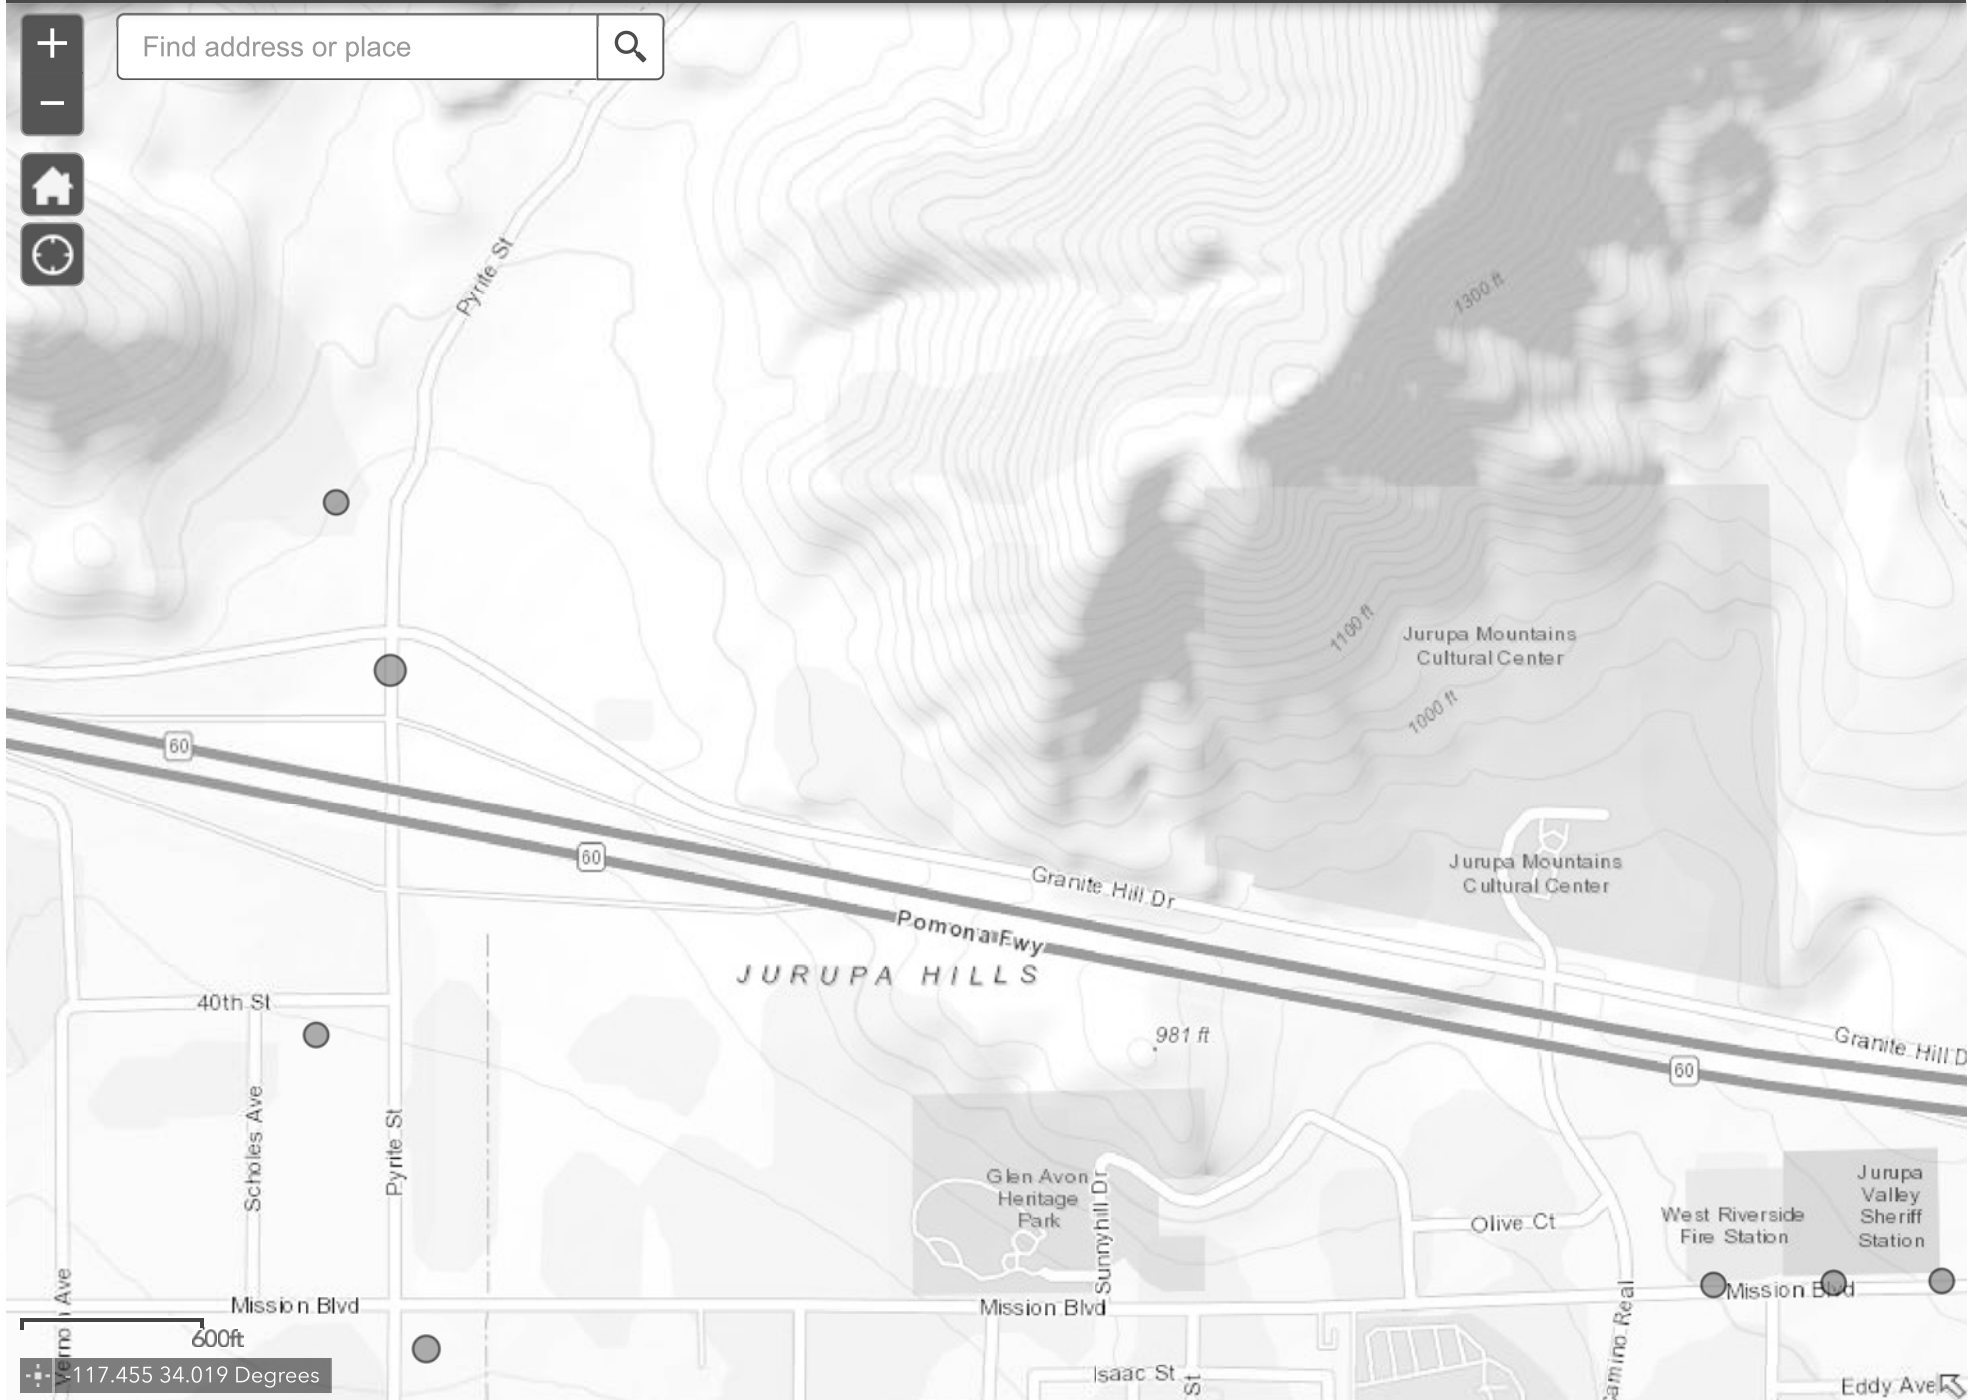 Find address or place
Pyrite St
1300 ft
1100 ft
Jurupa Mountains
Cultural Center
1000 ft
60
60
Jurupa Mountains
Cultural Center
Granite Hill Dr
Pomona Fwy
JURUPA HILLS
40th St
981 ft
Granite Hill D
60
Scholes Ave
Pyrite St
Glen Avon
Heritage
Park
Sunnyhill Dr
Olive Ct
West Riverside
Fire Station
Jurupa
Valley
Sheriff
Station
Mission Blvd
Mission Blvd
Mission Blvd
Ave
amino Real
600ft
-117.455 34.019 Degrees
Isaac St
St
Eddy Ave